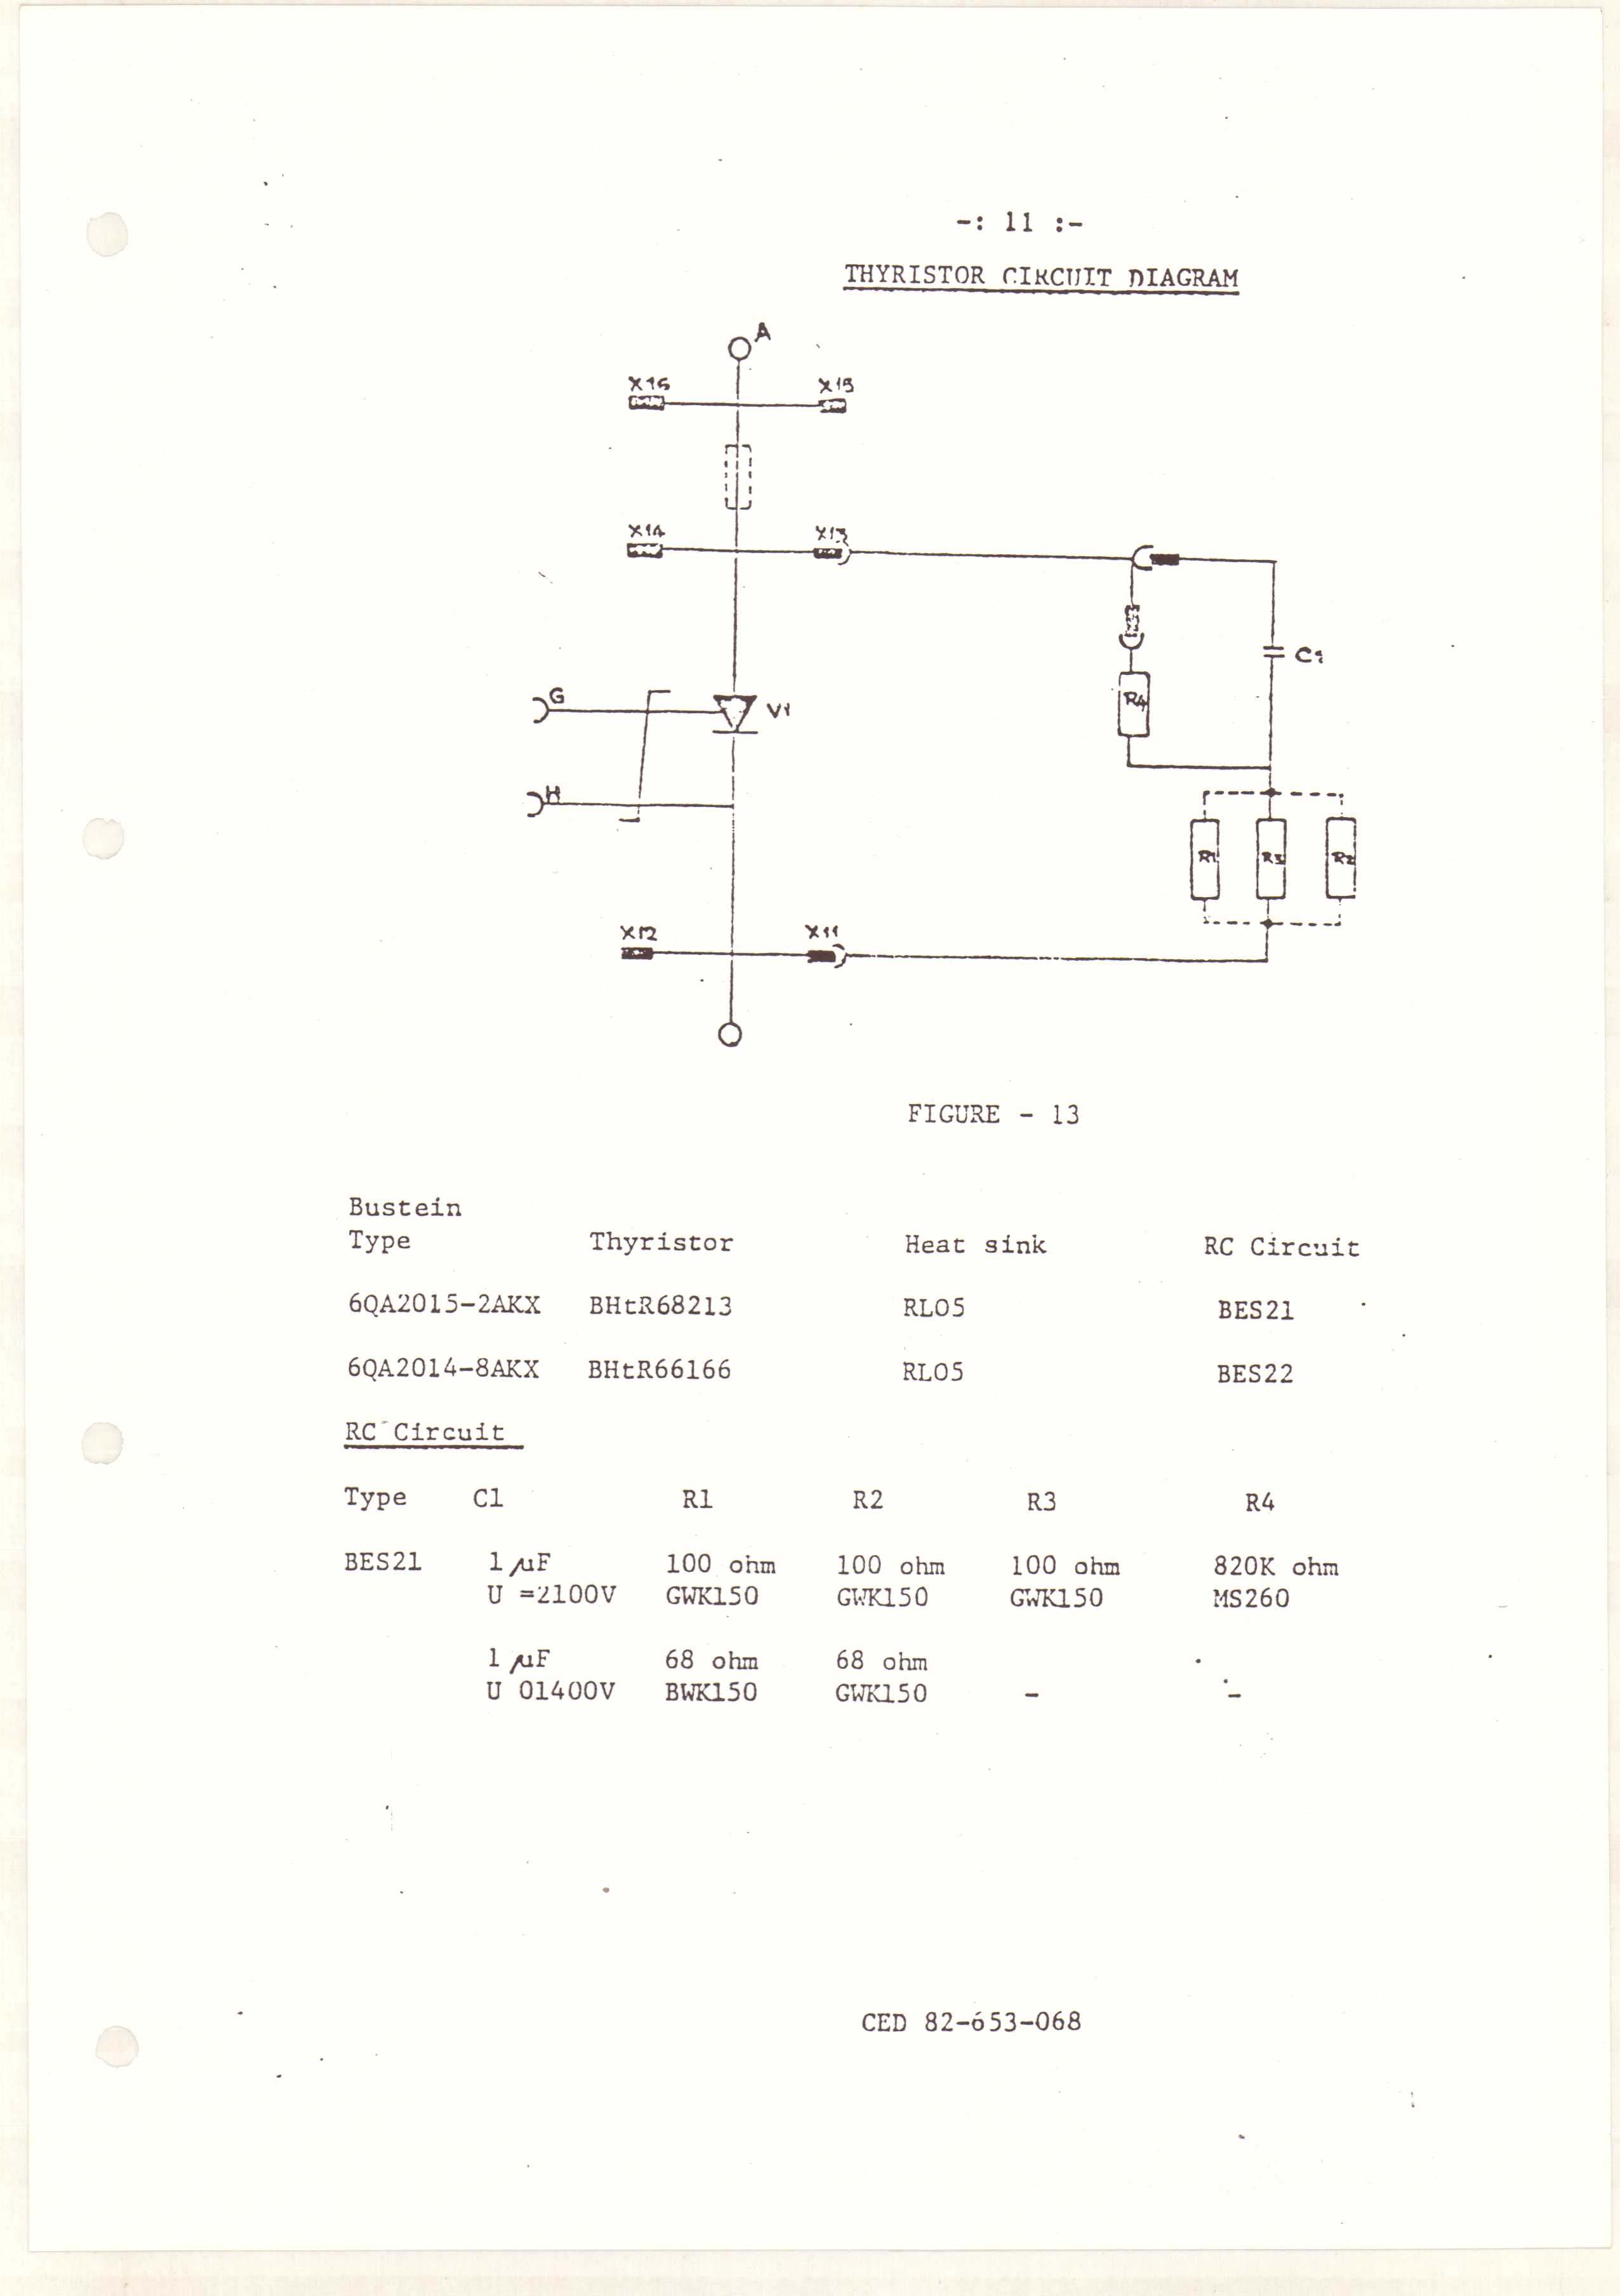 -: 11 :-
THYRISTOR CIRCUIT DIAGRAM
A
X16 X15
X14 X13
C1
G V1 R4
H
R1 R3 R2
X12 X11
FIGURE - 13
Bustein
Type Thyristor Heat sink RC Circuit
6QA2015-2AKX BHtR68213 RL05 BES21
6QA2014-8AKX BHtR66166 RL05 BES22
RC Circuit
Type C1 R1 R2 R3 R4
BES21 1 µF 100 ohm 100 ohm 100 ohm 820K ohm
U =2100V GWK150 GWK150 GWK150 MS260
1 µF 68 ohm 68 ohm
U 01400V BWK150 GWK150 - -
CED 82-653-068